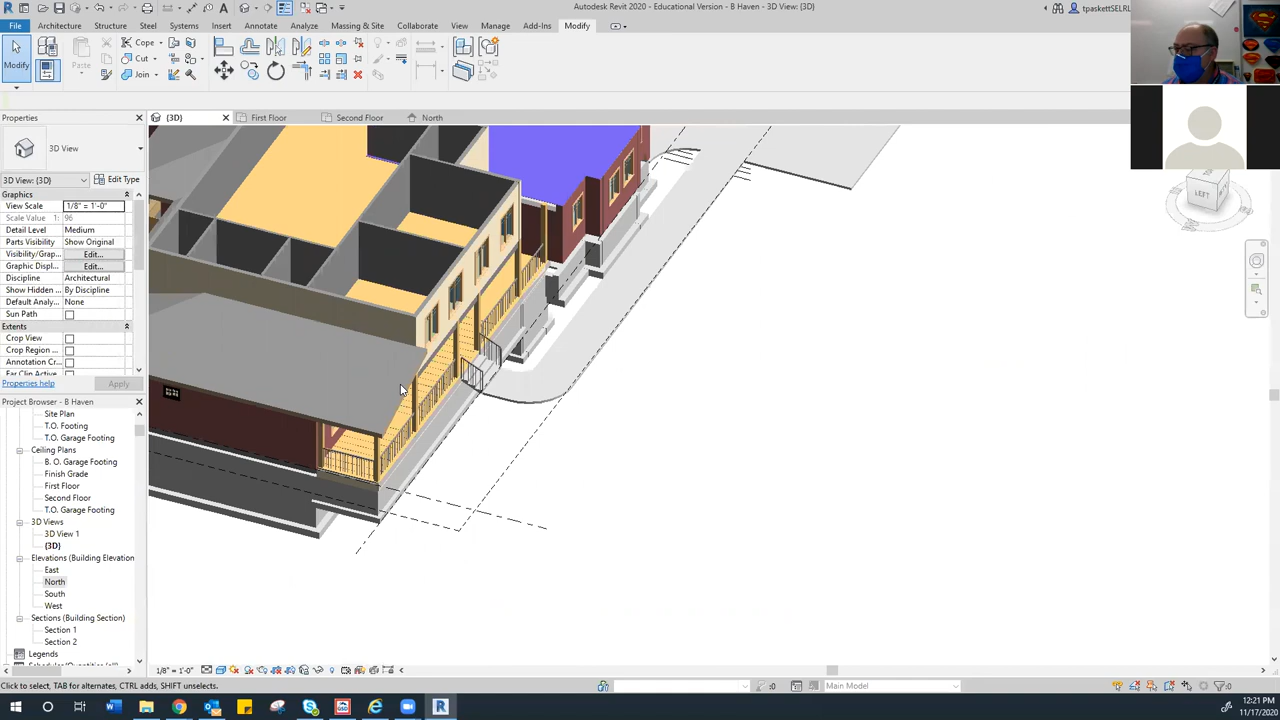 Autodesk Revit 2020 - Educational Version - B Haven - 3D View: {3D}
tpaskettSELRL...
File Architecture Structure Steel Systems Insert Annotate Analyze Massing & Site Collaborate View Manage Add-Ins Modify
Modify
Paste
Cope
Cut
Join
{3D} First Floor Second Floor North
Properties
3D View
3D View: {3D} Edit Type
Graphics
View Scale 1/8" = 1'-0"
Scale Value 1: 96
Detail Level Medium
Parts Visibility Show Original
Visibility/Grap... Edit...
Graphic Displ... Edit...
Discipline Architectural
Show Hidden ... By Discipline
Default Analy... None
Sun Path
Extents
Crop View
Crop Region ...
Annotation Cr...
Far Clip Active
Properties help Apply
Project Browser - B Haven
Site Plan
T.O. Footing
T.O. Garage Footing
Ceiling Plans
B. O. Garage Footing
Finish Grade
First Floor
Second Floor
T.O. Garage Footing
3D Views
3D View 1
{3D}
Elevations (Building Elevation
East
North
South
West
Sections (Building Section)
Section 1
Section 2
Legends
LEFT
1/8" = 1'-0"
Click to select, TAB for alternates, CTRL adds, SHIFT unselects.
:0
Main Model
:0
12:21 PM
11/17/2020